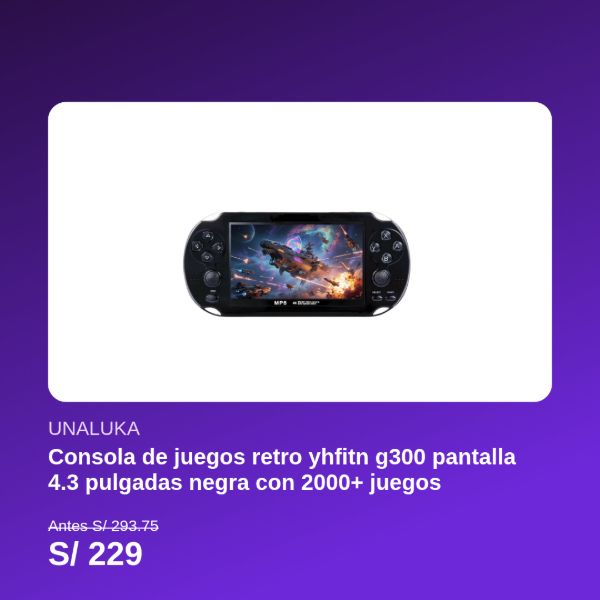 MP5
UNALUKA
Consola de juegos retro yhfitn g300 pantalla
4.3 pulgadas negra con 2000+ juegos
Antes S/ 293.75
S/ 229